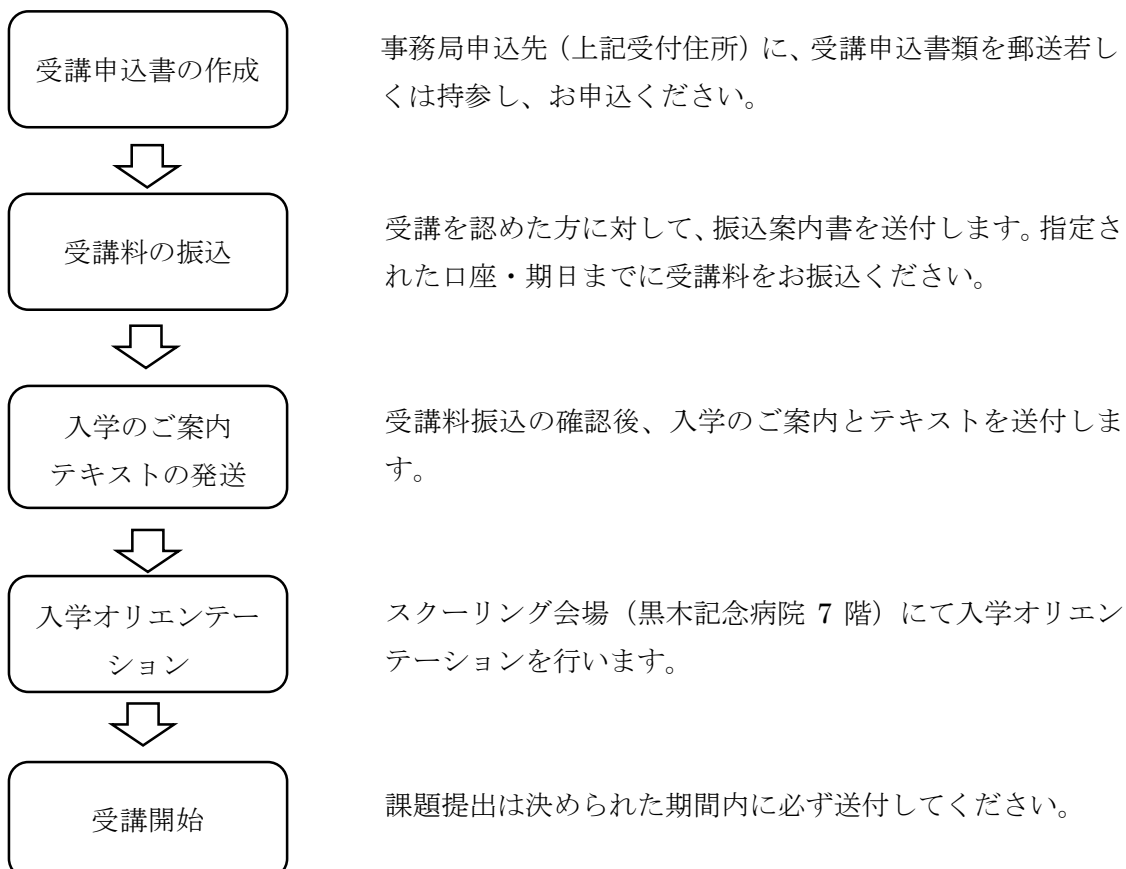 受講申込書の作成
事務局申込先（上記受付住所）に、受講申込書類を郵送若し
くは持参し、お申込ください。
受講料の振込
受講を認めた方に対して、振込案内書を送付します。指定さ
れた口座・期日までに受講料をお振込ください。
入学のご案内
テキストの発送
受講料振込の確認後、入学のご案内とテキストを送付しま
す。
入学オリエンテー
ション
スクーリング会場（黒木記念病院 7 階）にて入学オリエン
テーションを行います。
受講開始
課題提出は決められた期間内に必ず送付してください。